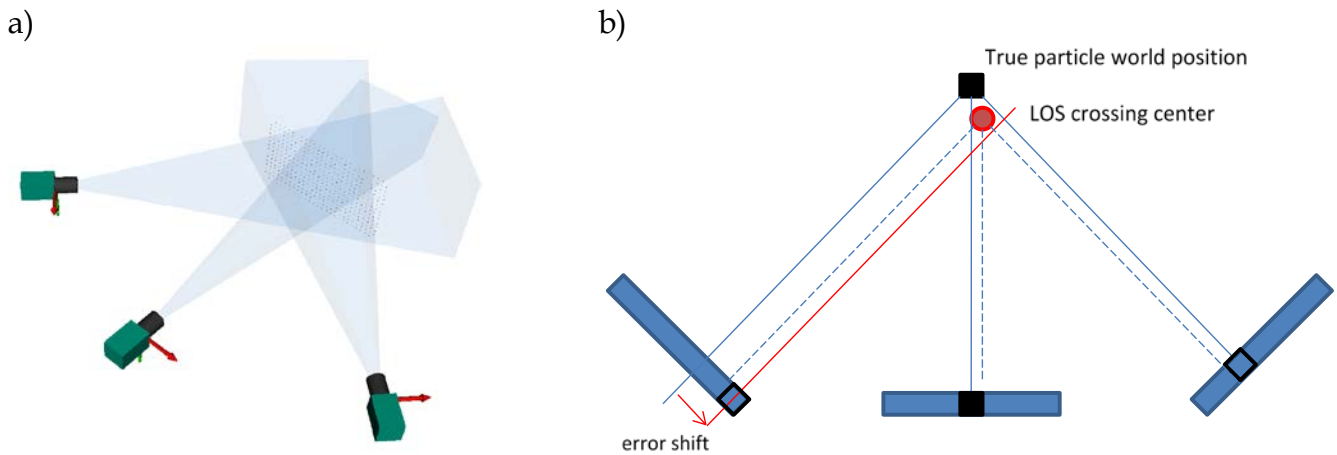 a)
b)
True particle world position
LOS crossing center
error shift